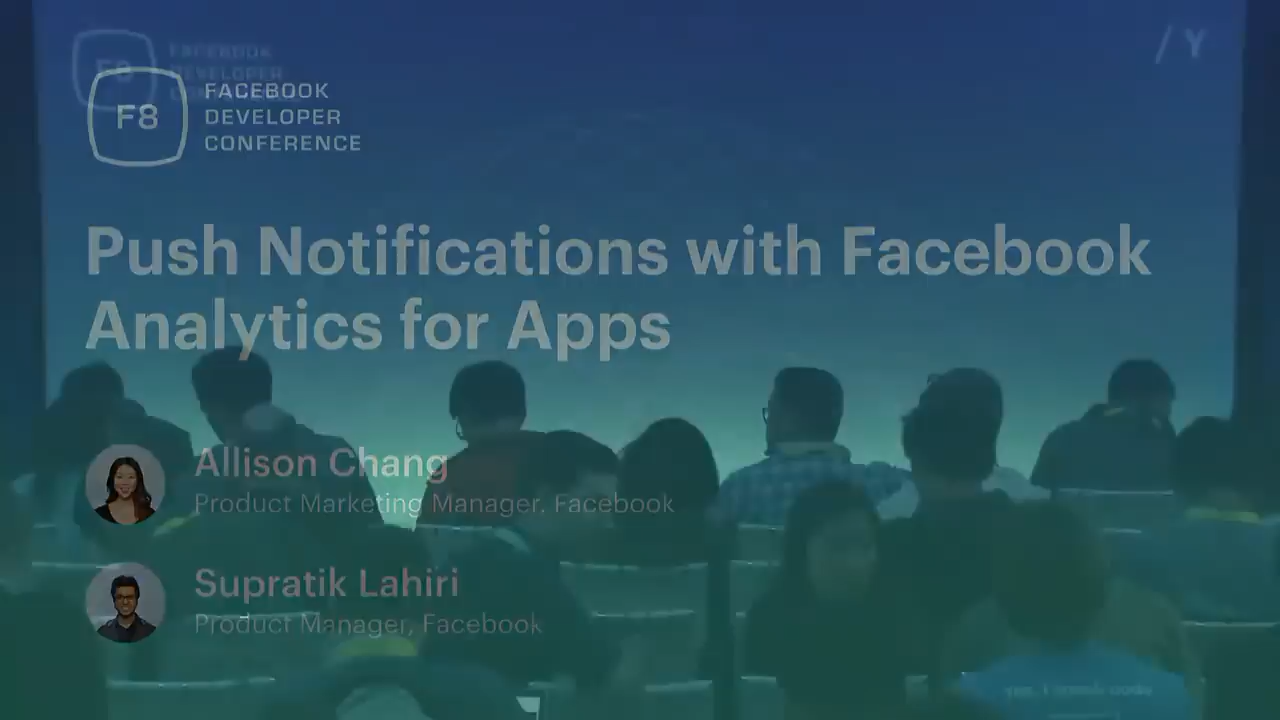 F8
FACEBOOK
DEVELOPER
CONFERENCE
/ Y
Push Notifications with Facebook
Analytics for Apps
Allison Chang
Product Marketing Manager, Facebook
Supratik Lahiri
Product Manager, Facebook